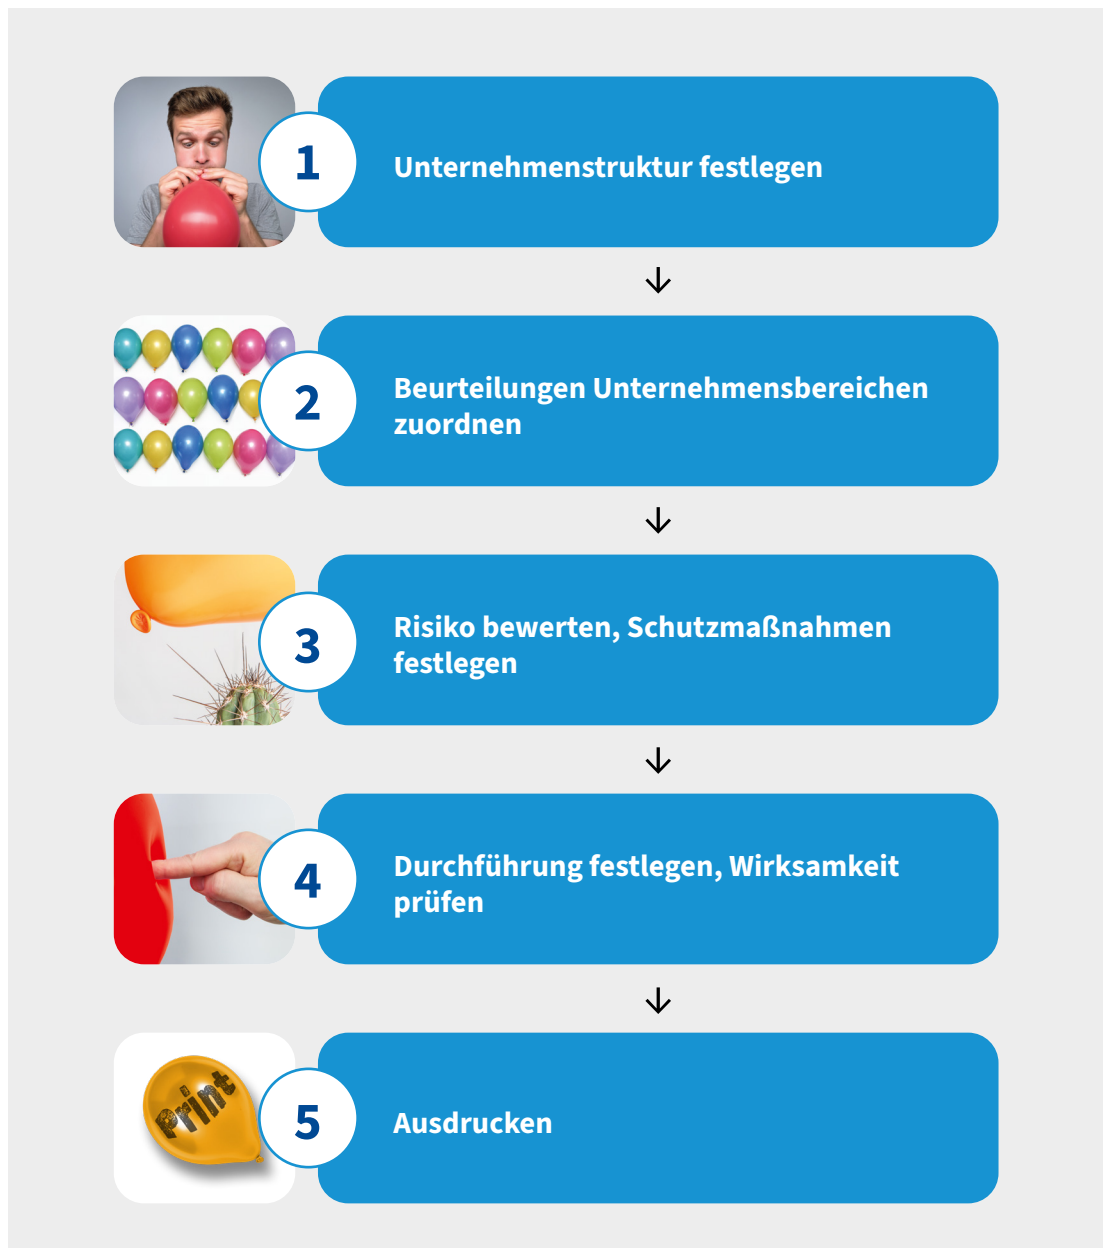 1
Unternehmenstruktur festlegen
2
Beurteilungen Unternehmensbereichen
zuordnen
3
Risiko bewerten, Schutzmaßnahmen
festlegen
4
Durchführung festlegen, Wirksamkeit
prüfen
Print
5
Ausdrucken